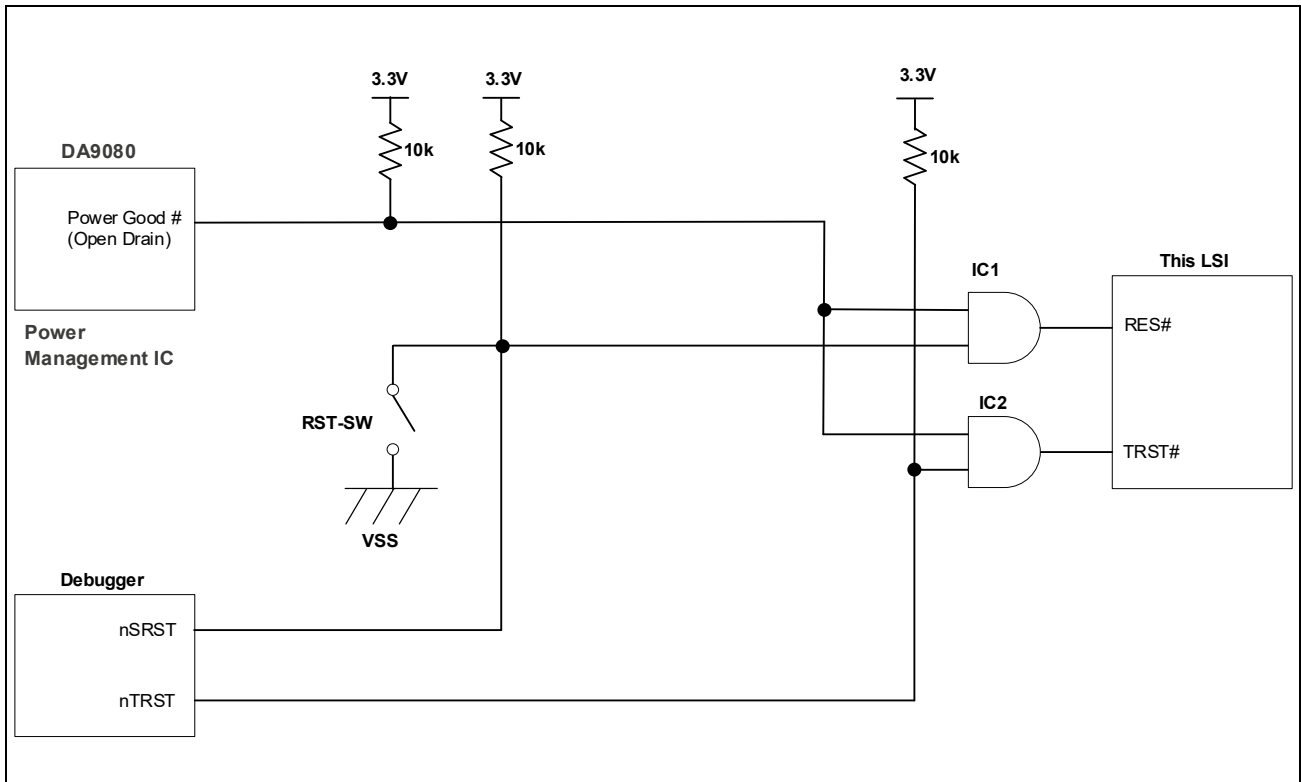 3.3V
3.3V
3.3V
10k
10k
10k
DA9080
Power Good #
(Open Drain)
Power
Management IC
IC1
This LSI
RES#
IC2
TRST#
RST-SW
VSS
Debugger
nSRST
nTRST